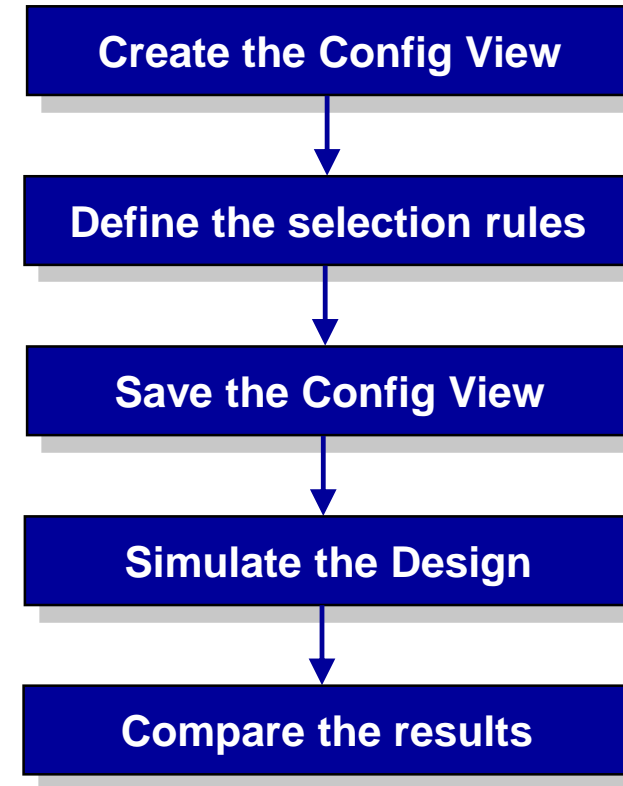 Create the Config View
Define the selection rules
Save the Config View
Simulate the Design
Compare the results